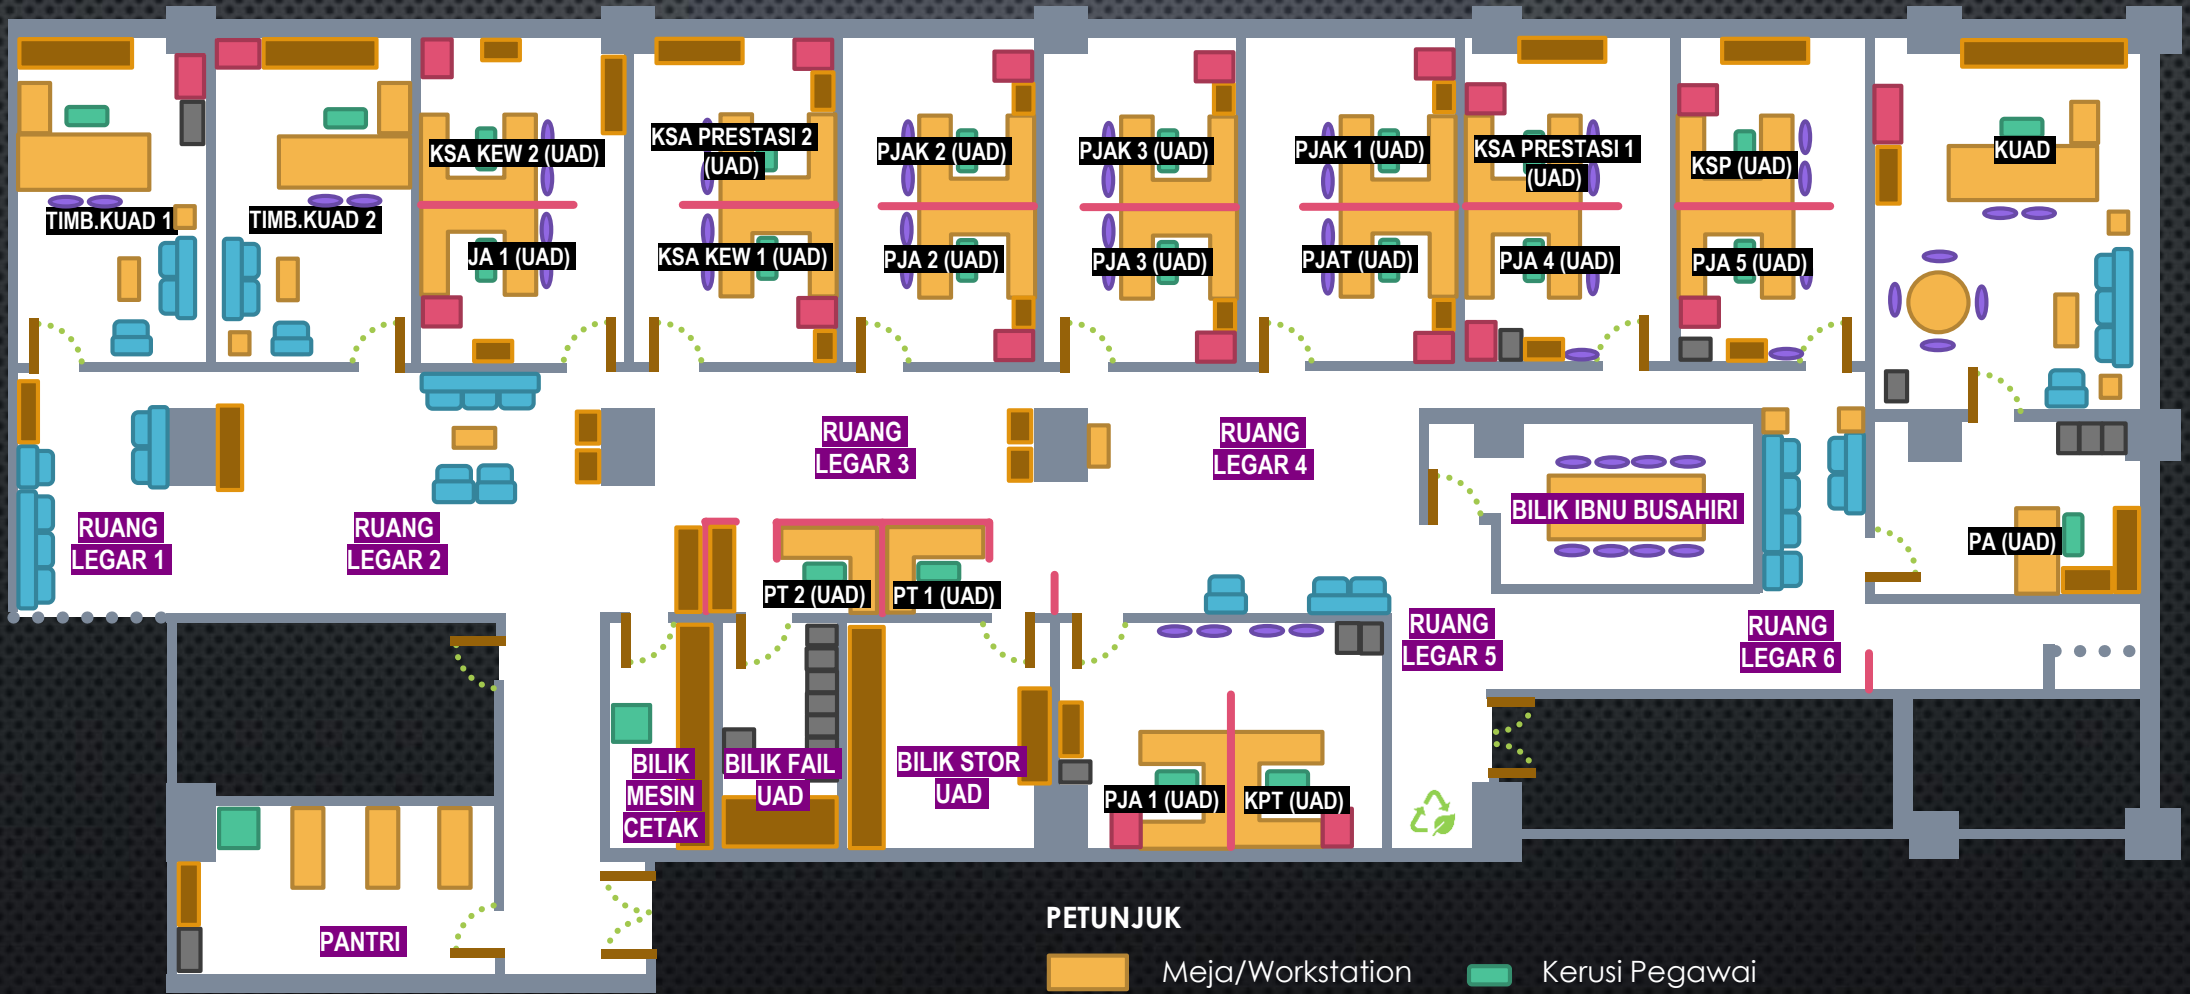 KSA KEW 2 (UAD)
KSA PRESTASI 2
(UAD)
PJAK 2 (UAD)
PJAK 3 (UAD)
PJAK 1 (UAD)
KSA PRESTASI 1
(UAD)
KSP (UAD)
KUAD
TIMB.KUAD 1
TIMB.KUAD 2
JA 1 (UAD)
KSA KEW 1 (UAD)
PJA 2 (UAD)
PJA 3 (UAD)
PJAT (UAD)
PJA 4 (UAD)
PJA 5 (UAD)
RUANG
LEGAR 3
RUANG
LEGAR 4
RUANG
LEGAR 1
RUANG
LEGAR 2
BILIK IBNU BUSAHIRI
PA (UAD)
PT 2 (UAD)
PT 1 (UAD)
RUANG
LEGAR 5
RUANG
LEGAR 6
BILIK
MESIN
CETAK
BILIK FAIL
UAD
BILIK STOR
UAD
PJA 1 (UAD)
KPT (UAD)
PANTRI
PETUNJUK
Meja/Workstation
Kerusi Pegawai